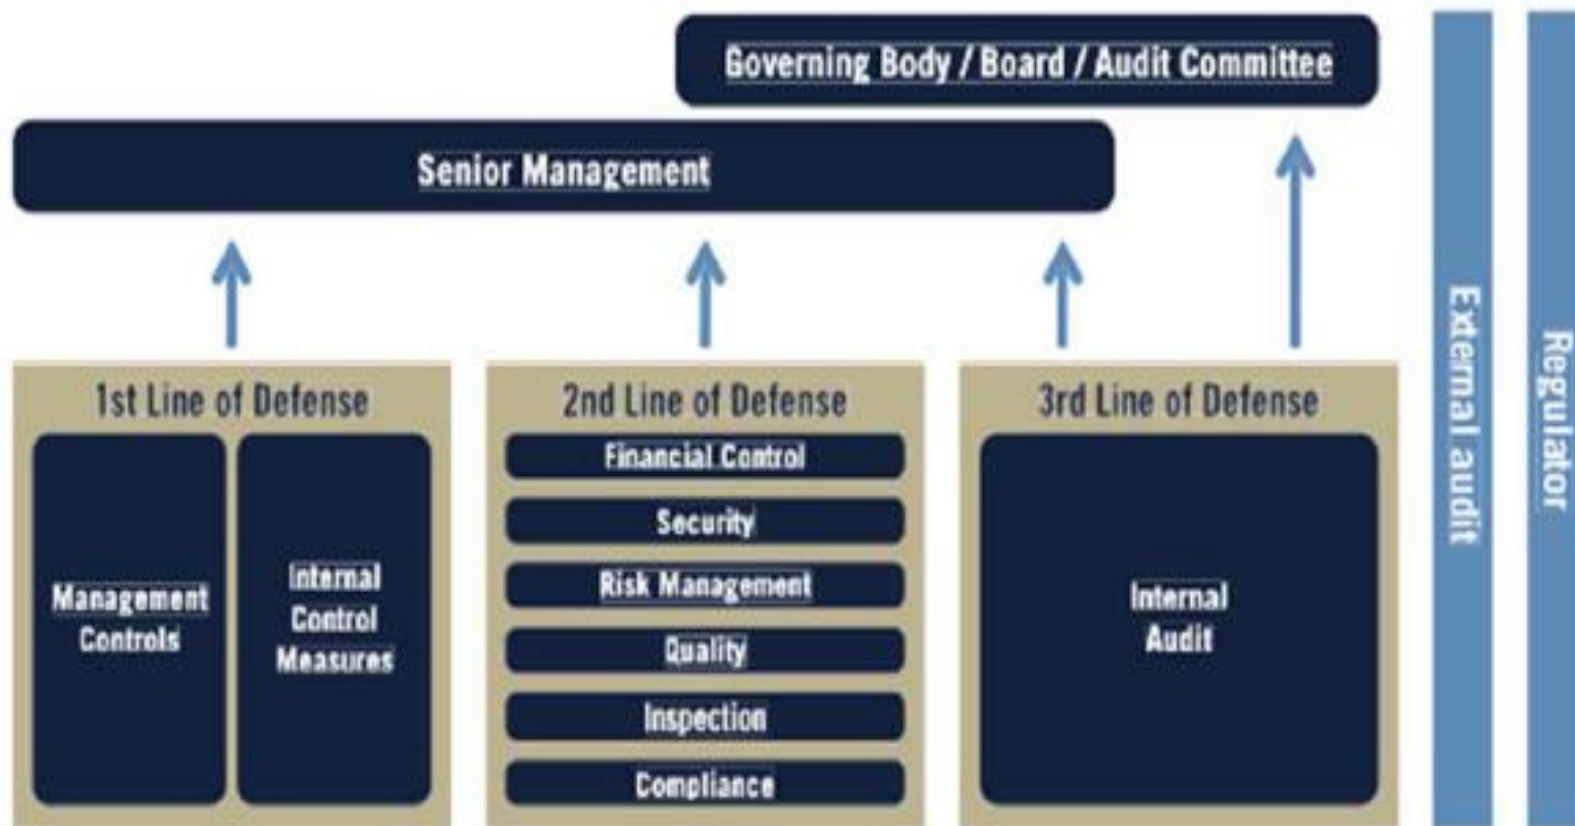 Governing Body / Board / Audit Committee
Senior Management
1st Line of Defense
Management
Controls
Internal
Control
Measures
2nd Line of Defense
Financial Control
Security
Risk Management
Quality
Inspection
Compliance
3rd Line of Defense
Internal
Audit
External audit
Regulator